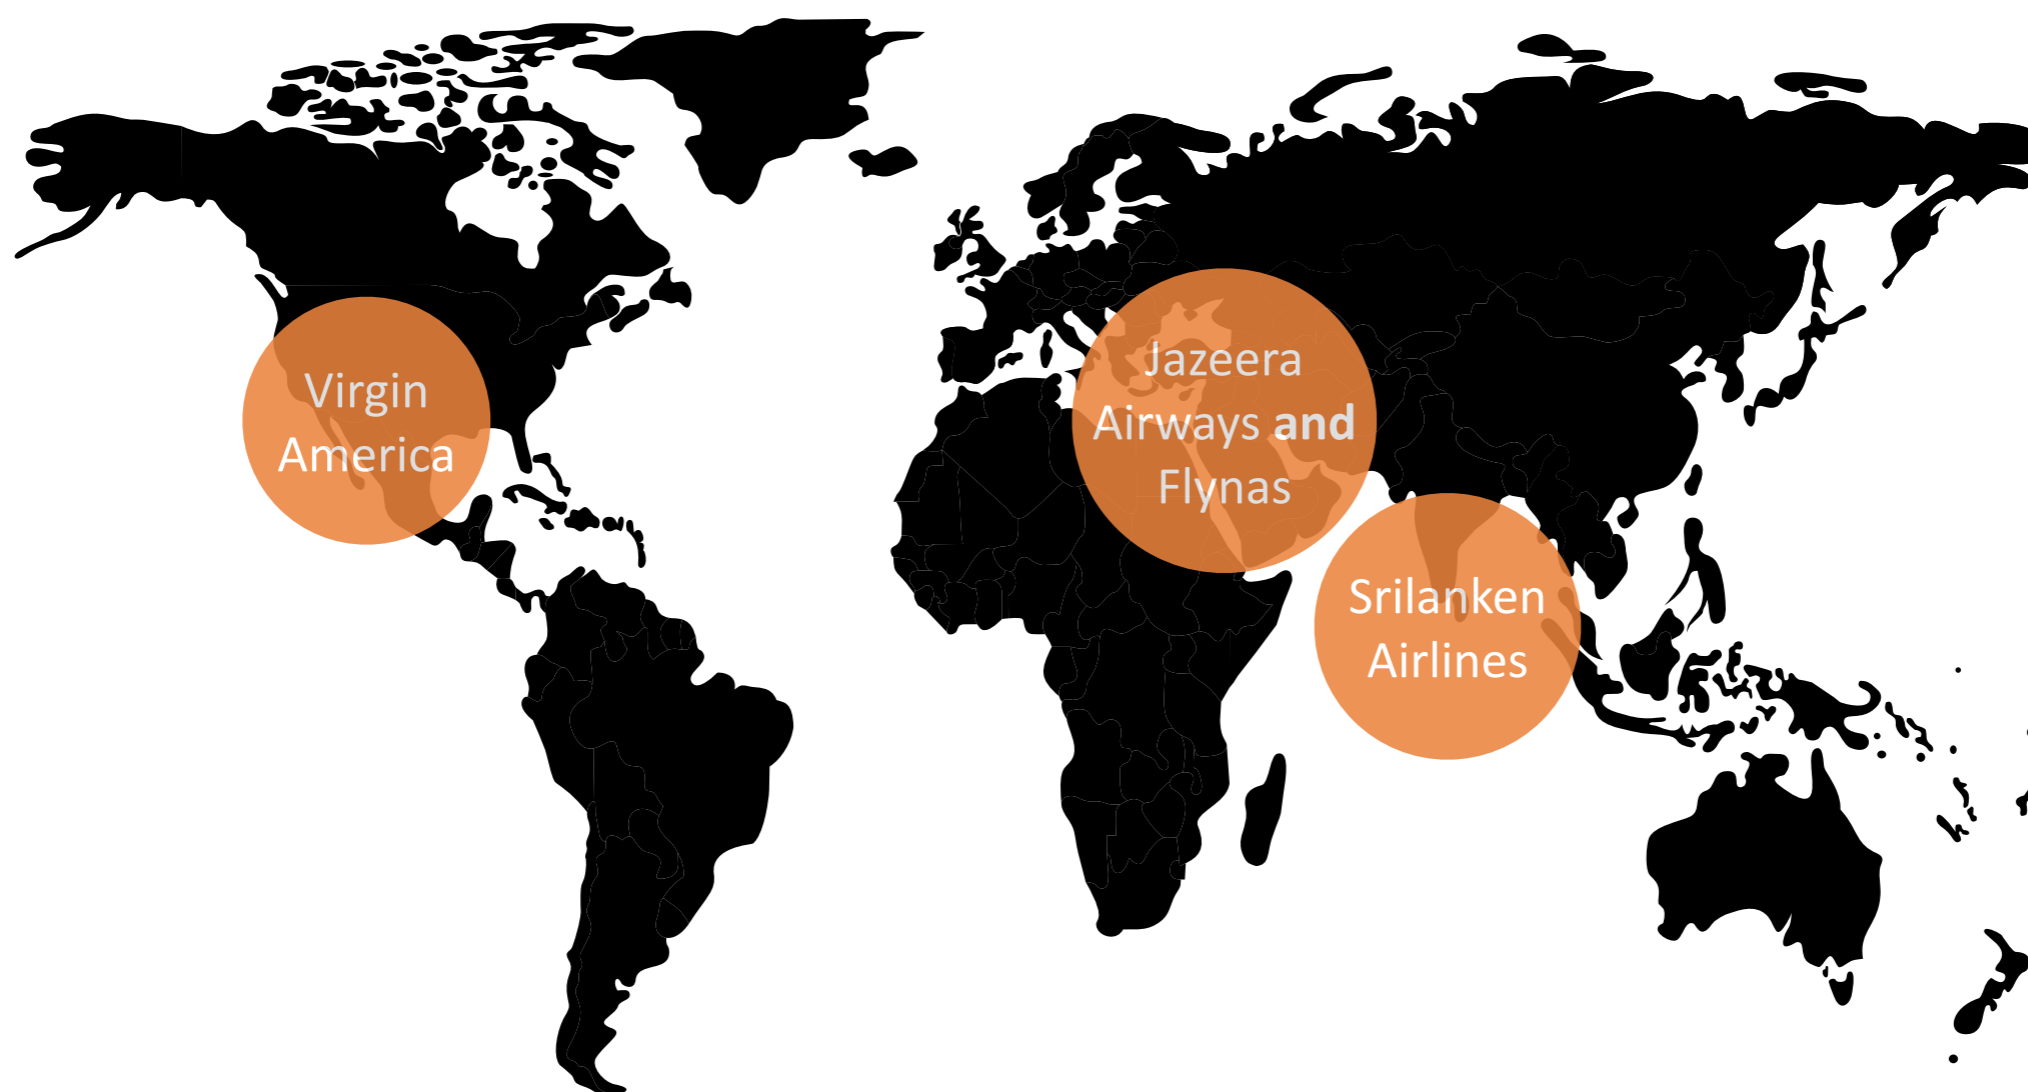 Virgin
America
Jazeera
Airways and
Flynas
Srilanken
Airlines